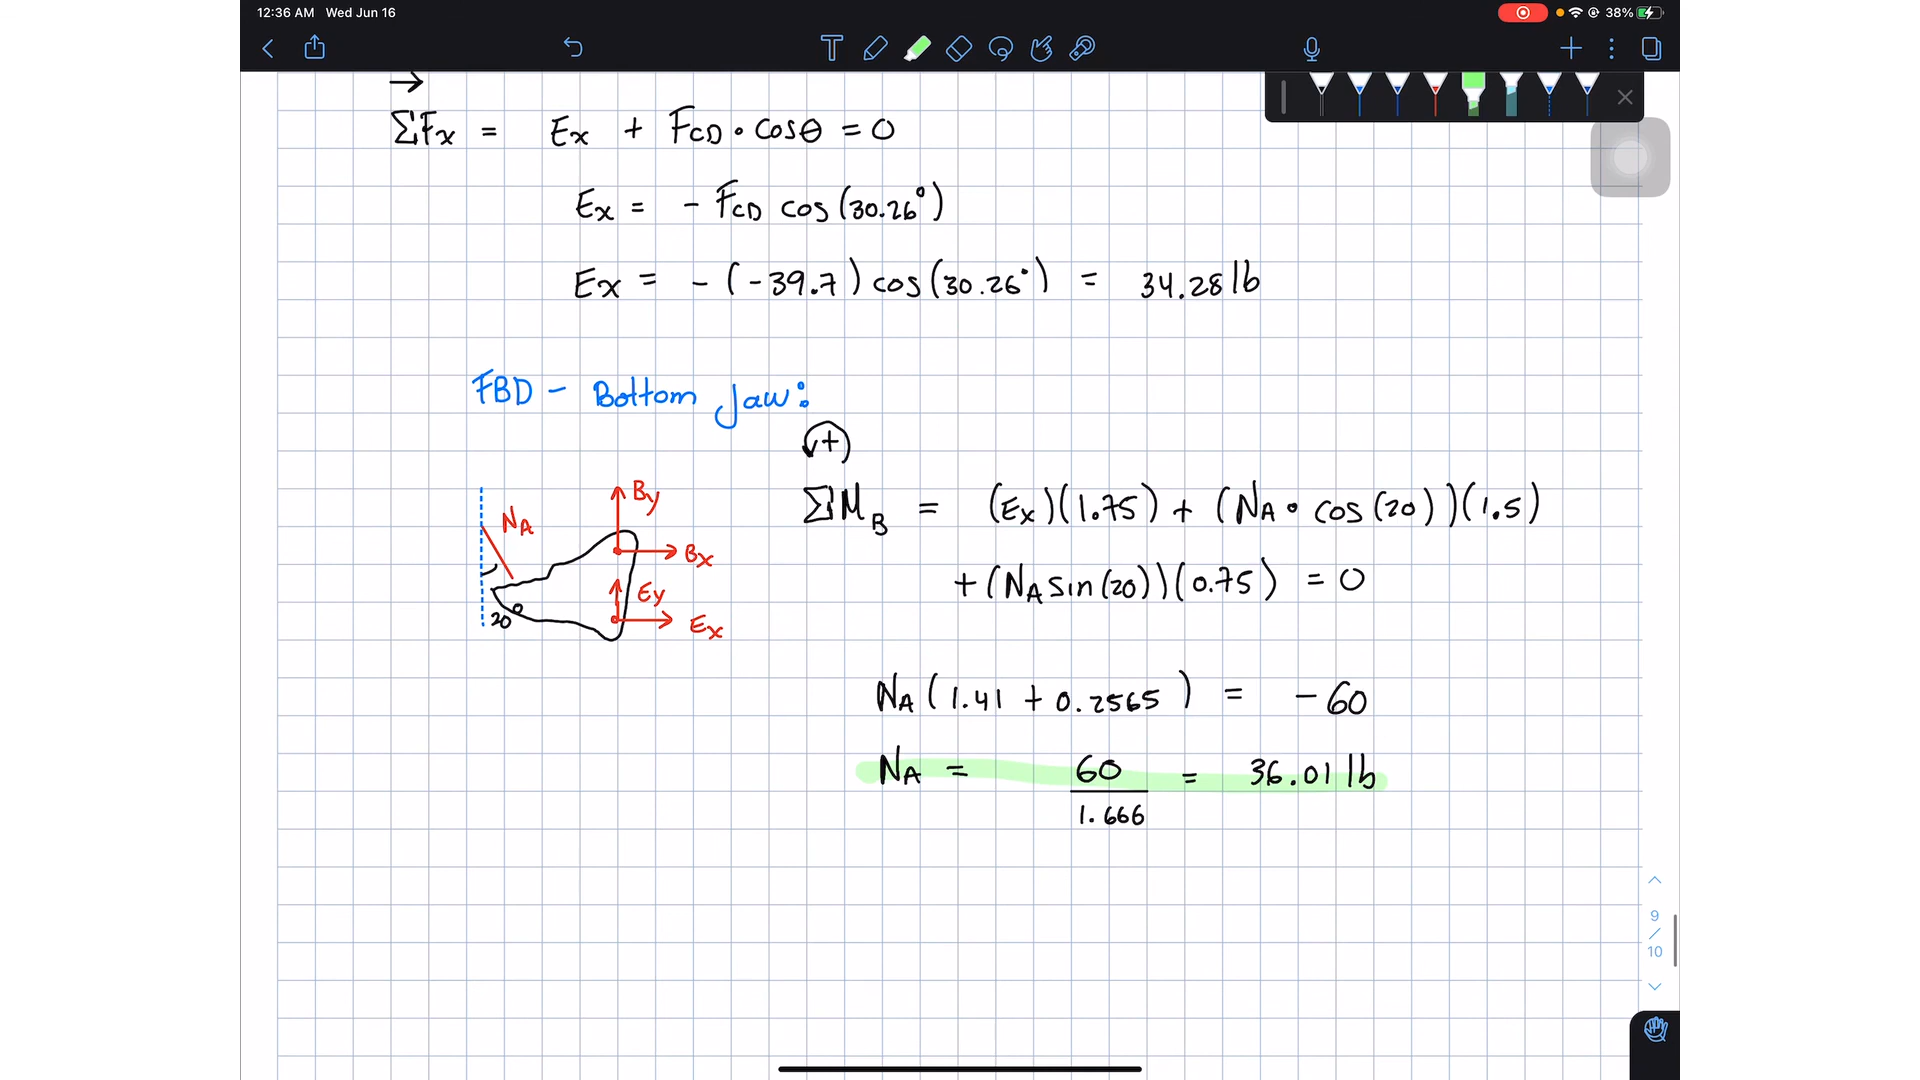 12:36 AM Wed Jun 16
38%
ΣFx = Ex + FCD • cosθ = 0
Ex = - FCD cos(30.26°)
Ex = - (-39.7) cos(30.26°) = 34.28 lb
FBD - Bottom Jaw:
+
ΣMB = (Ex)(1.75) + (NA • cos(20))(1.5)
+ (NA sin(20))(0.75) = 0
By
NA
Bx
Ey
20°
Ex
NA (1.41 + 0.2565) = - 60
NA = 60 = 36.01 lb
1.666
9
/
10